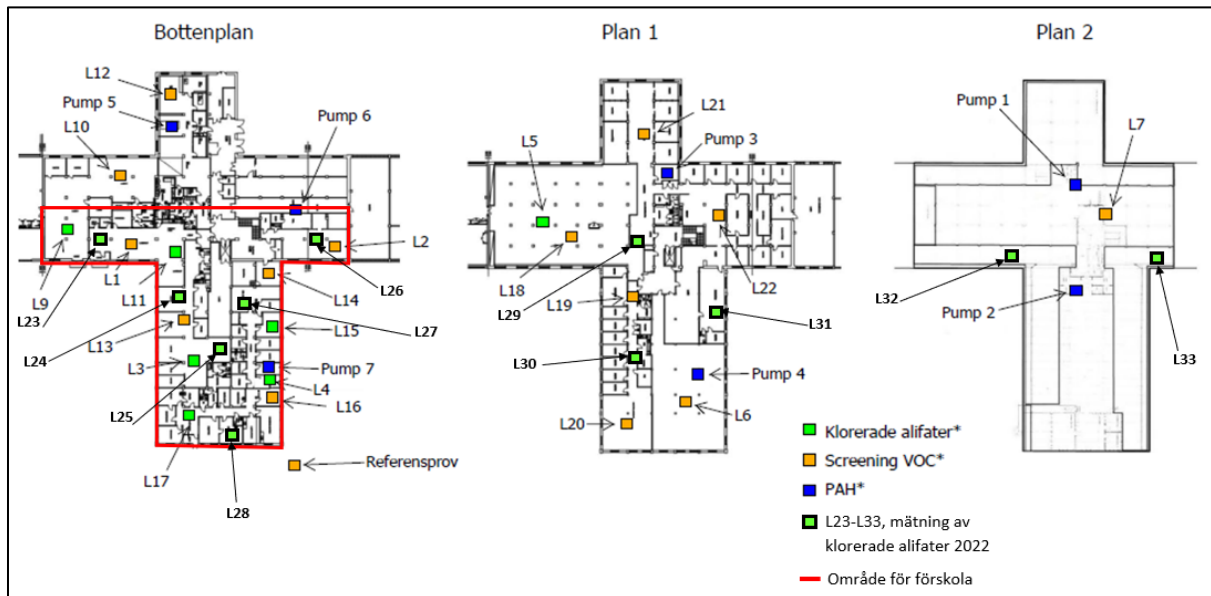 Bottenplan
Plan 1
Plan 2
L12
Pump 5
L10
Pump 6
L9
L23
L1
L11
L24
L13
L3
L25
L17
L28
L2
L26
L14
L27
L15
Pump 7
L4
L16
Referensprov
L5
L21
Pump 3
L18
L29
L19
L22
L31
L30
Pump 4
L20
L6
Pump 1
L7
L32
Pump 2
L33
Klorerade alifater*
Screening VOC*
PAH*
L23-L33, mätning av
klorerade alifater 2022
Område för förskola